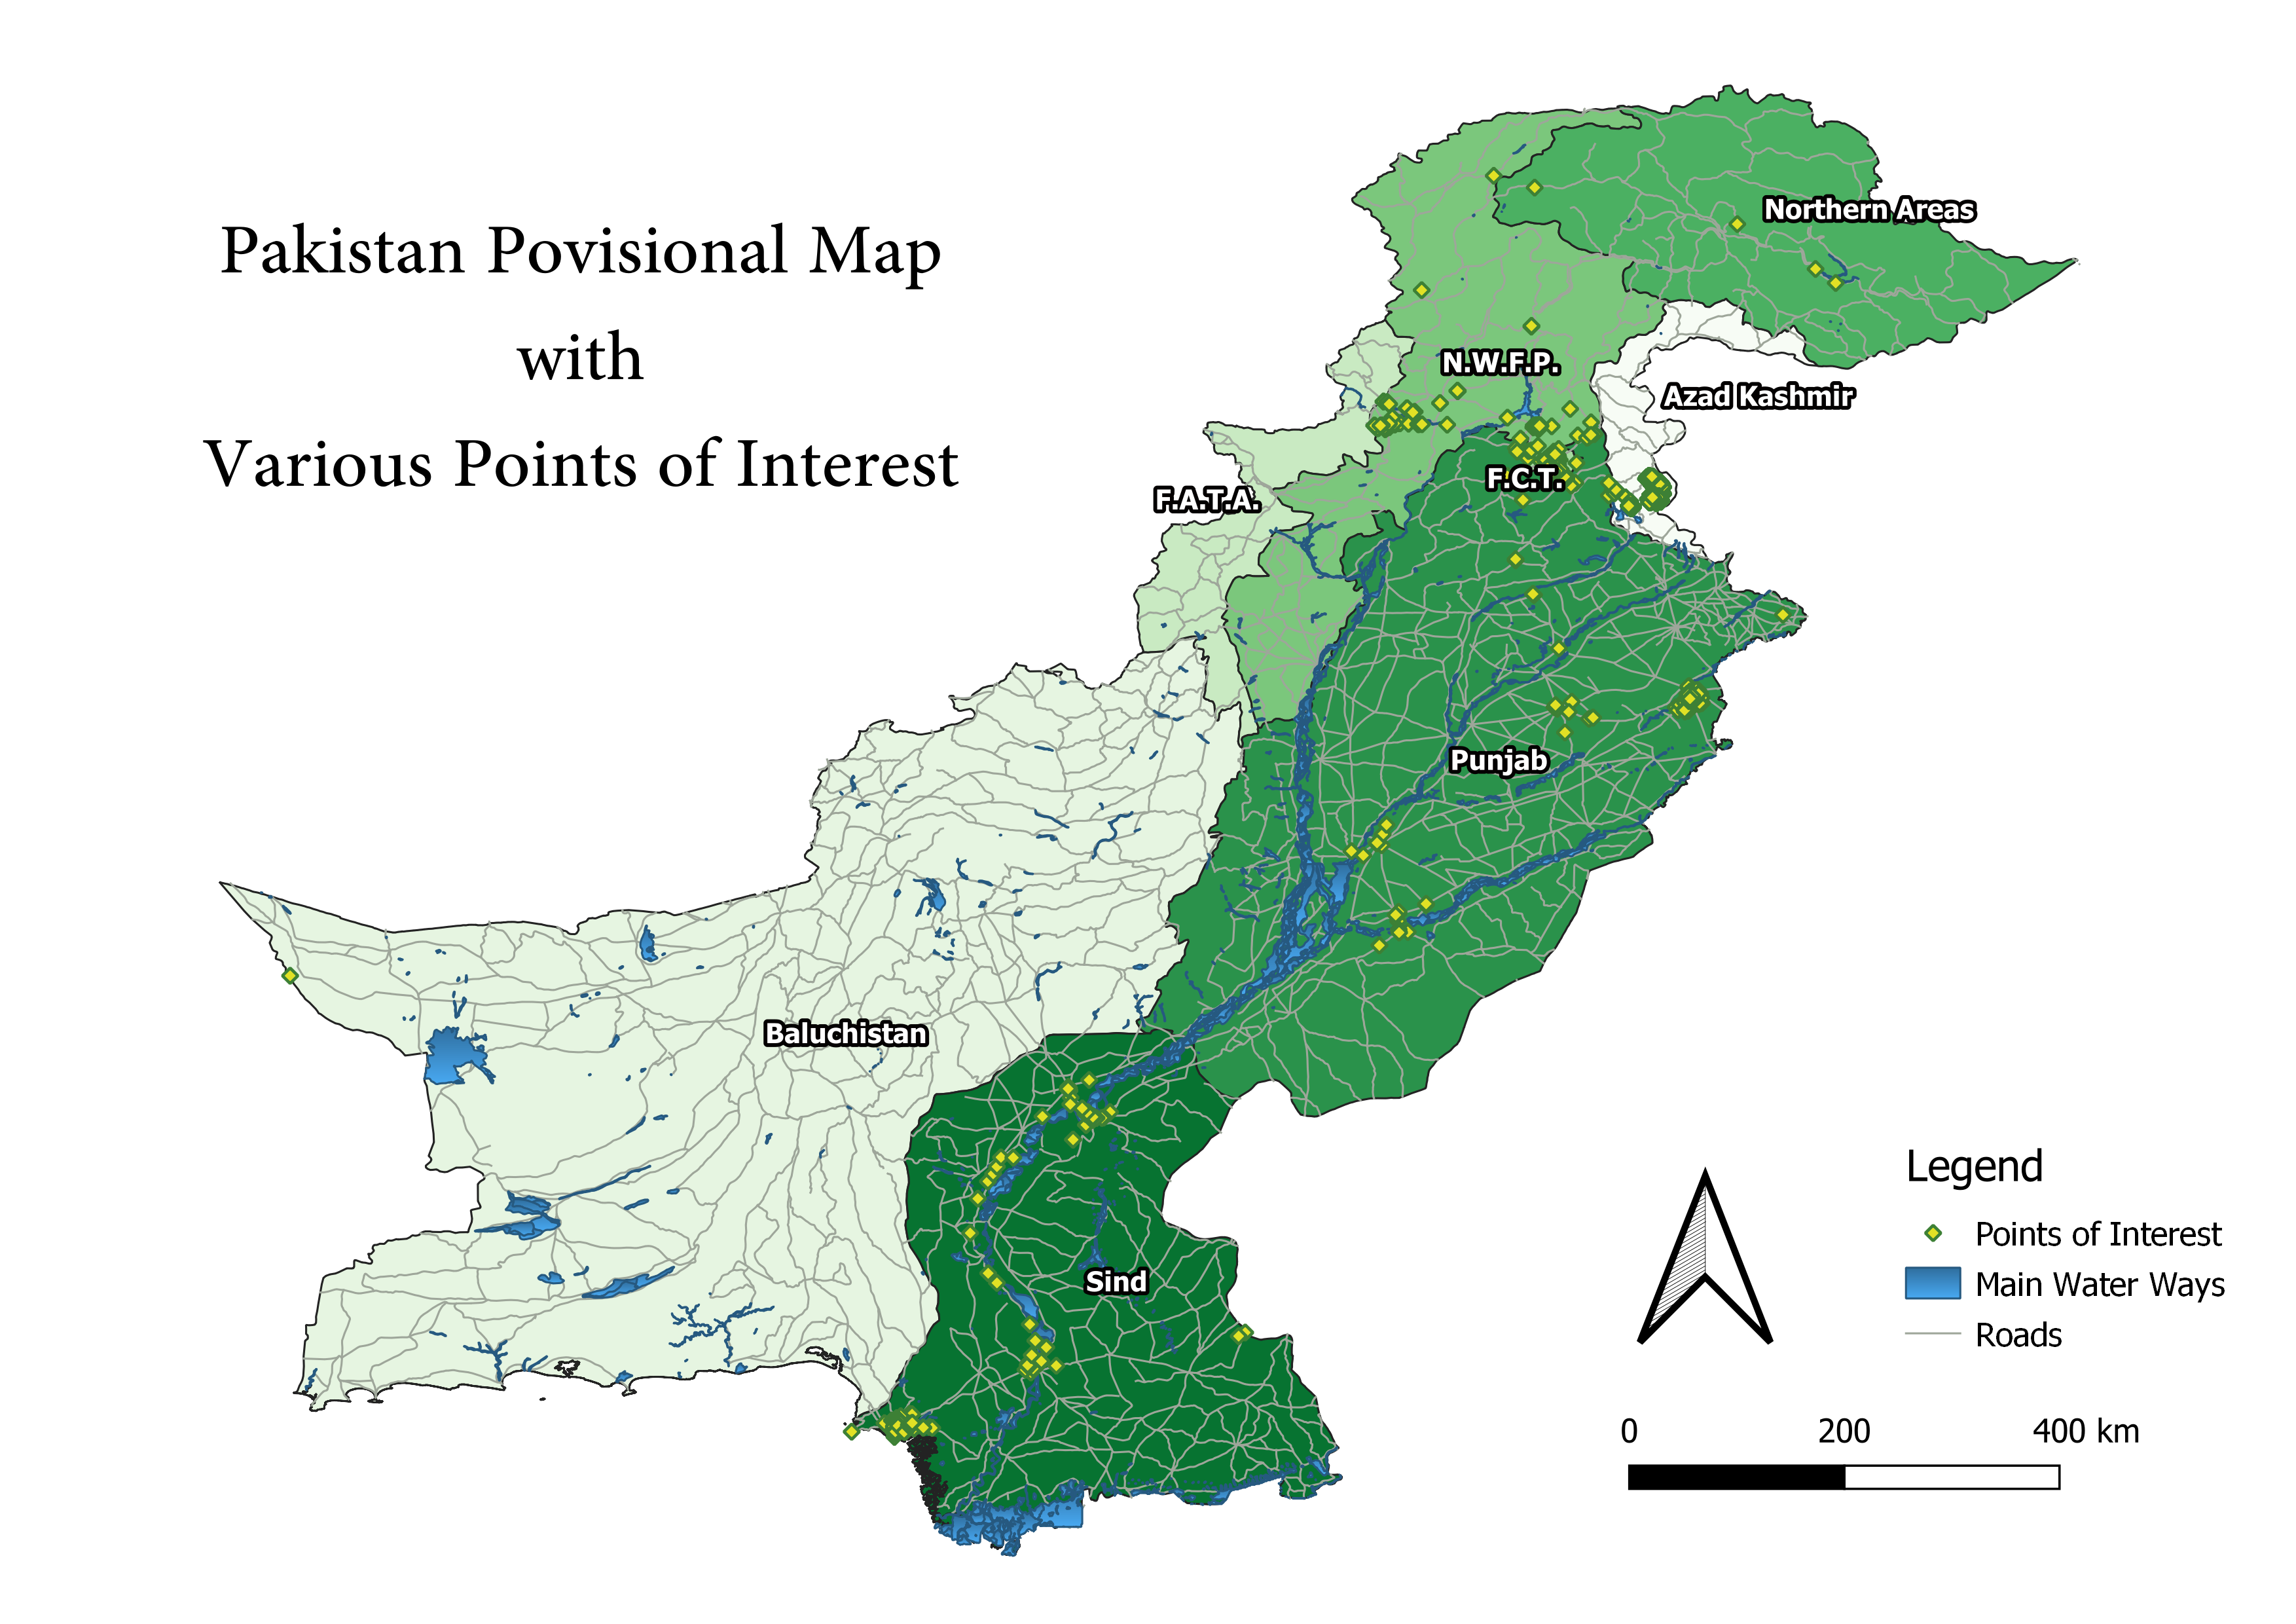 Pakistan Povisional Map
with
Various Points of Interest
Northern Areas
N.W.F.P.
Azad Kashmir
F.C.T.
F.A.T.A.
Punjab
Baluchistan
Sind
Legend
Points of Interest
Main Water Ways
Roads
0 200 400 km